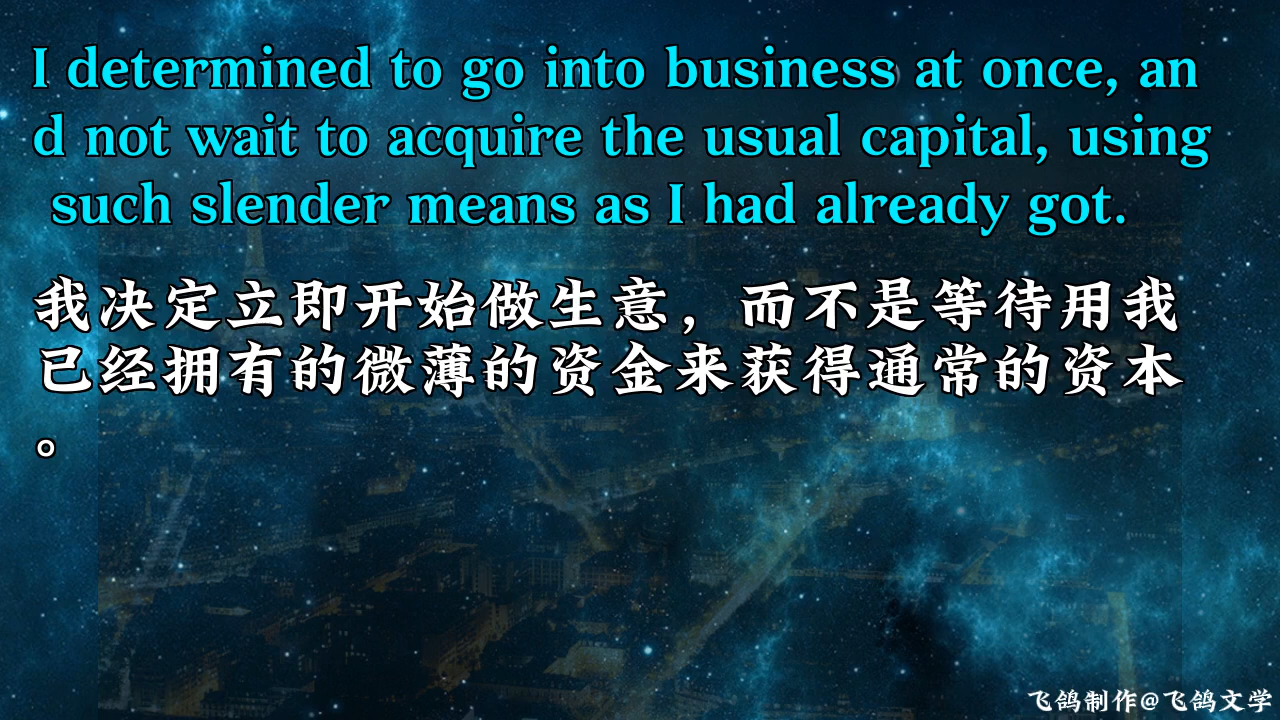 I determined to go into business at once, an
d not wait to acquire the usual capital, using
such slender means as I had already got.
我决定立即开始做生意，而不是等待用我
已经拥有的微薄的资金来获得通常的资本
。
飞鸽制作@飞鸽文学